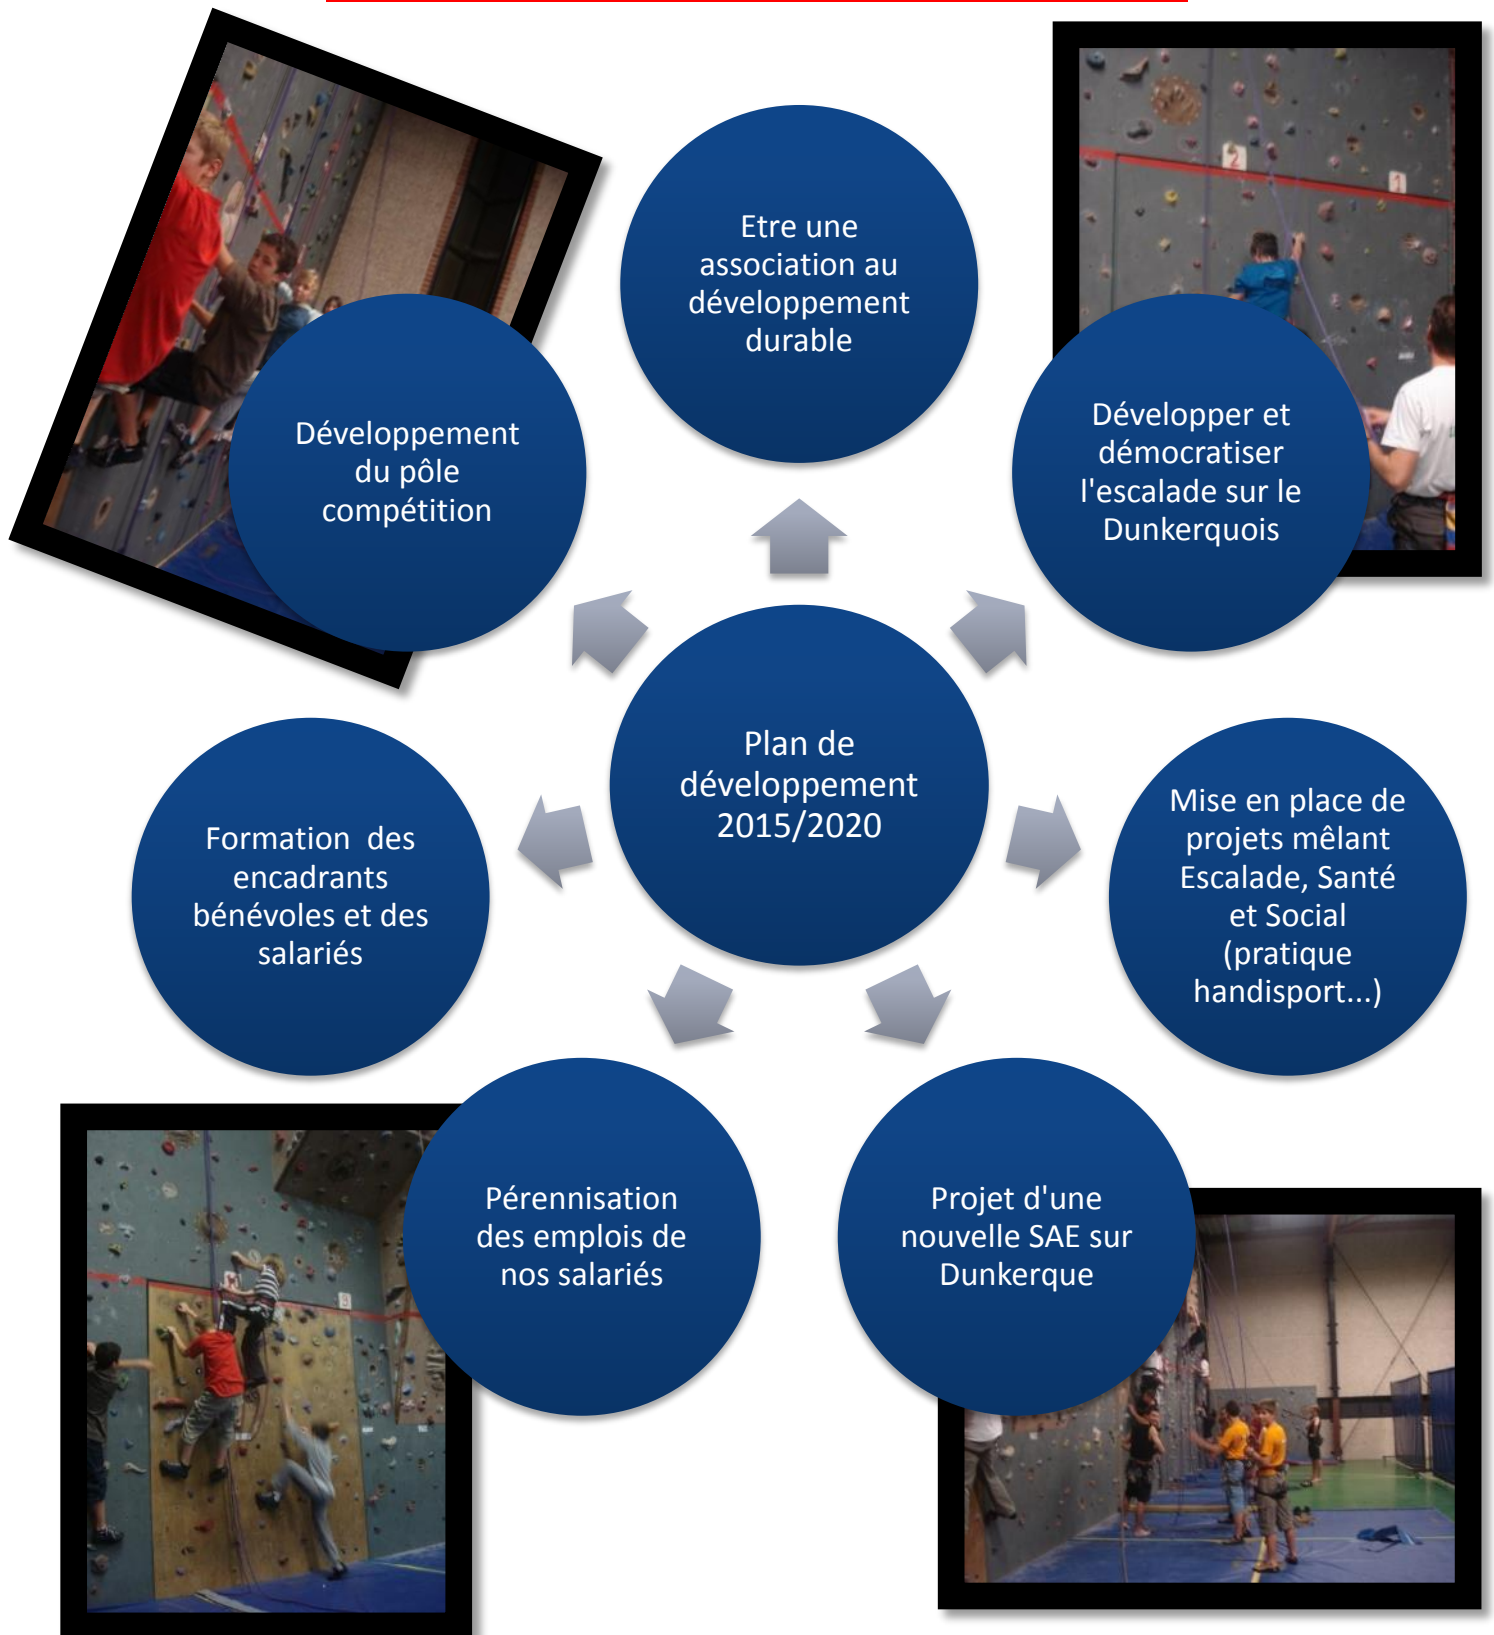 Etre une
association au
développement
durable
Développer et
démocratiser
l'escalade sur le
Dunkerquois
Mise en place de
projets mêlant
Escalade, Santé
et Social
(pratique
handisport...)
Projet d'une
nouvelle SAE sur
Dunkerque
Pérennisation
des emplois de
nos salariés
Formation des
encadrants
bénévoles et des
salariés
Développement
du pôle
compétition
Plan de
développement
2015/2020
2
1